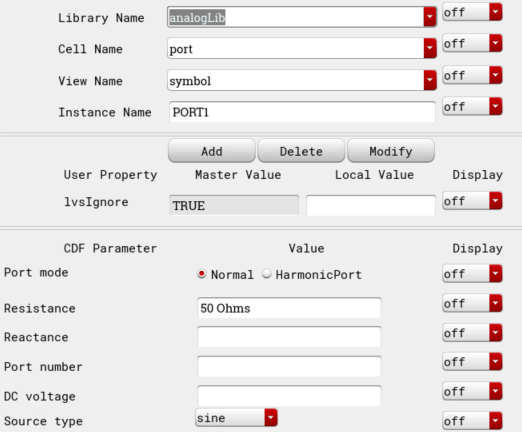 Library Name analogLib off
Cell Name port off
View Name symbol off
Instance Name PORT1 off
Add Delete Modify
User Property Master Value Local Value Display
lvsIgnore TRUE off
CDF Parameter Value Display
Port mode Normal HarmonicPort off
Resistance 50 Ohms off
Reactance off
Port number off
DC voltage off
Source type sine off